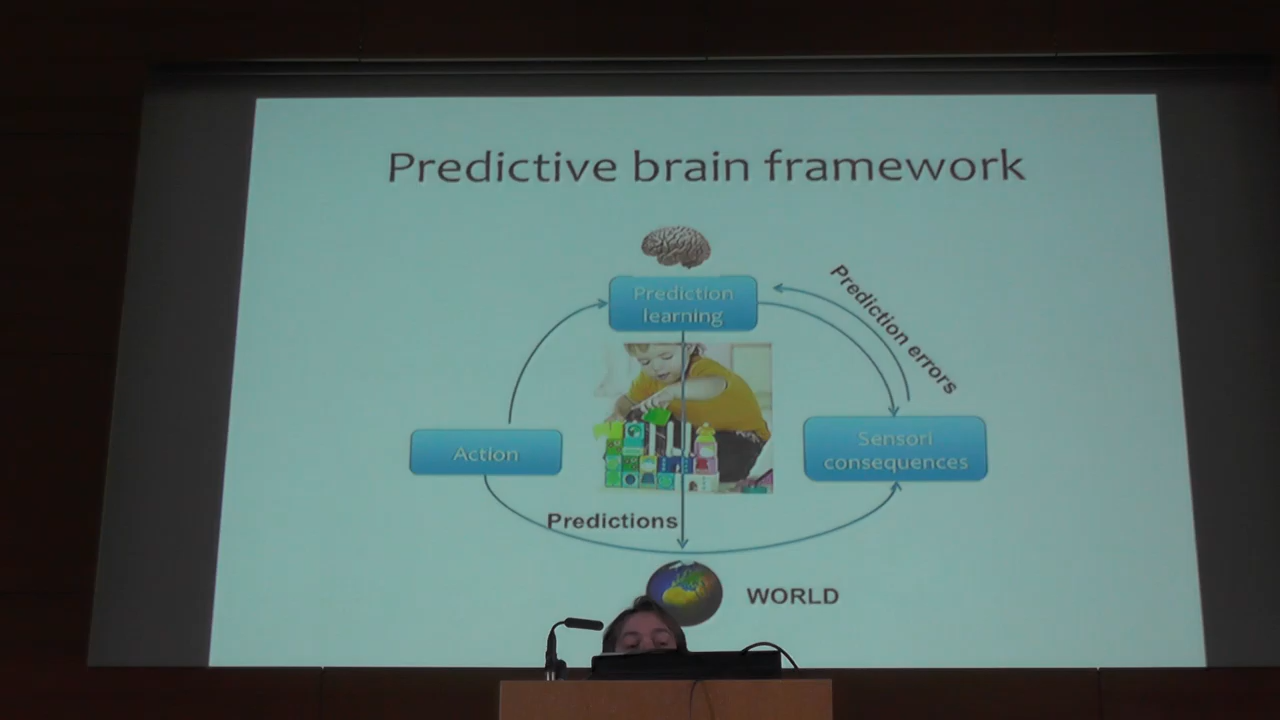 Predictive brain framework
Prediction
learning
Prediction errors
Action
Sensori
consequences
Predictions
WORLD